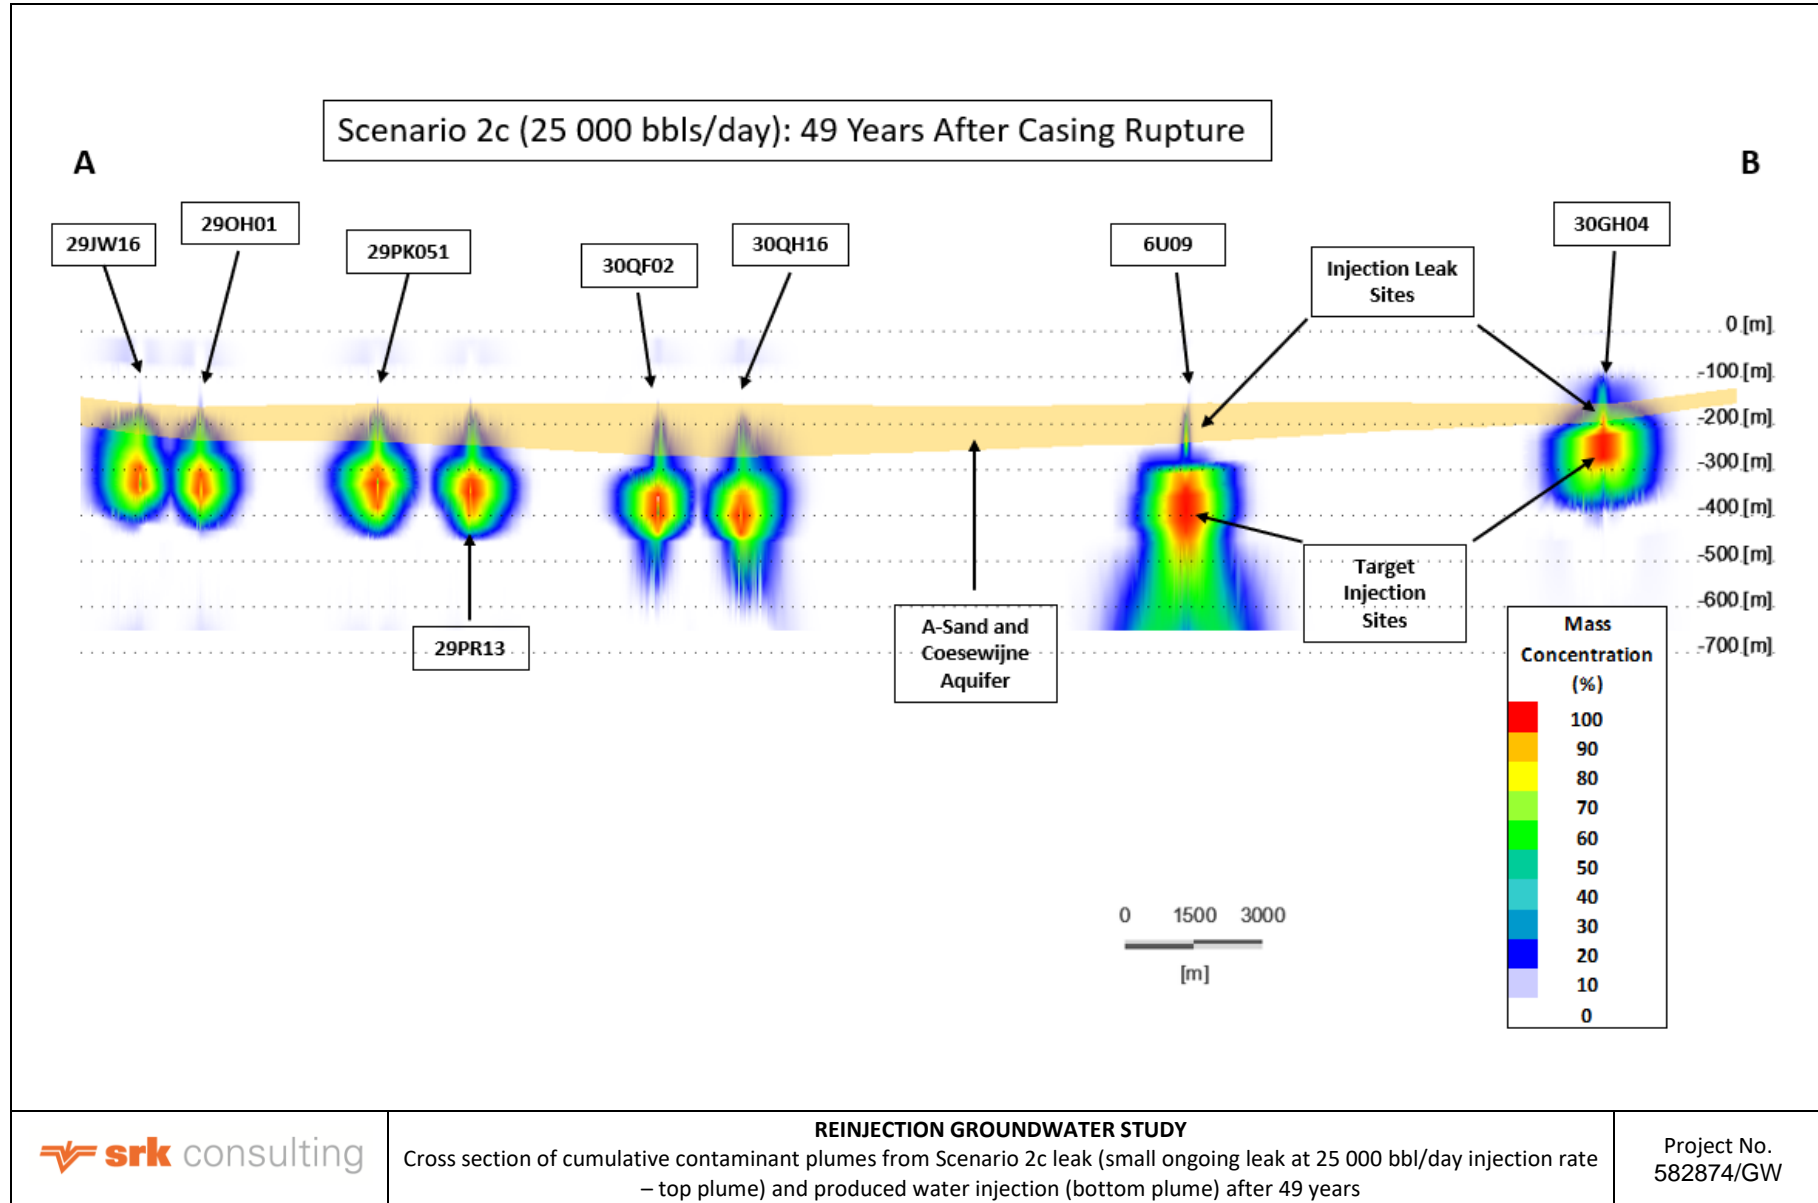 Scenario 2c (25 000 bbls/day): 49 Years After Casing Rupture
A
B
29JW16
29OH01
29PK051
30QF02
30QH16
6U09
Injection Leak
Sites
30GH04
0 [m]
-100 [m]
-200 [m]
-300 [m]
-400 [m]
-500 [m]
-600 [m]
-700 [m]
29PR13
A-Sand and
Coesewijne
Aquifer
Target
Injection
Sites
Mass
Concentration
(%)
100
90
80
70
60
50
40
30
20
10
0
0 1500 3000
[m]
srk consulting
REINJECTION GROUNDWATER STUDY
Cross section of cumulative contaminant plumes from Scenario 2c leak (small ongoing leak at 25 000 bbl/day injection rate
– top plume) and produced water injection (bottom plume) after 49 years
Project No.
582874/GW